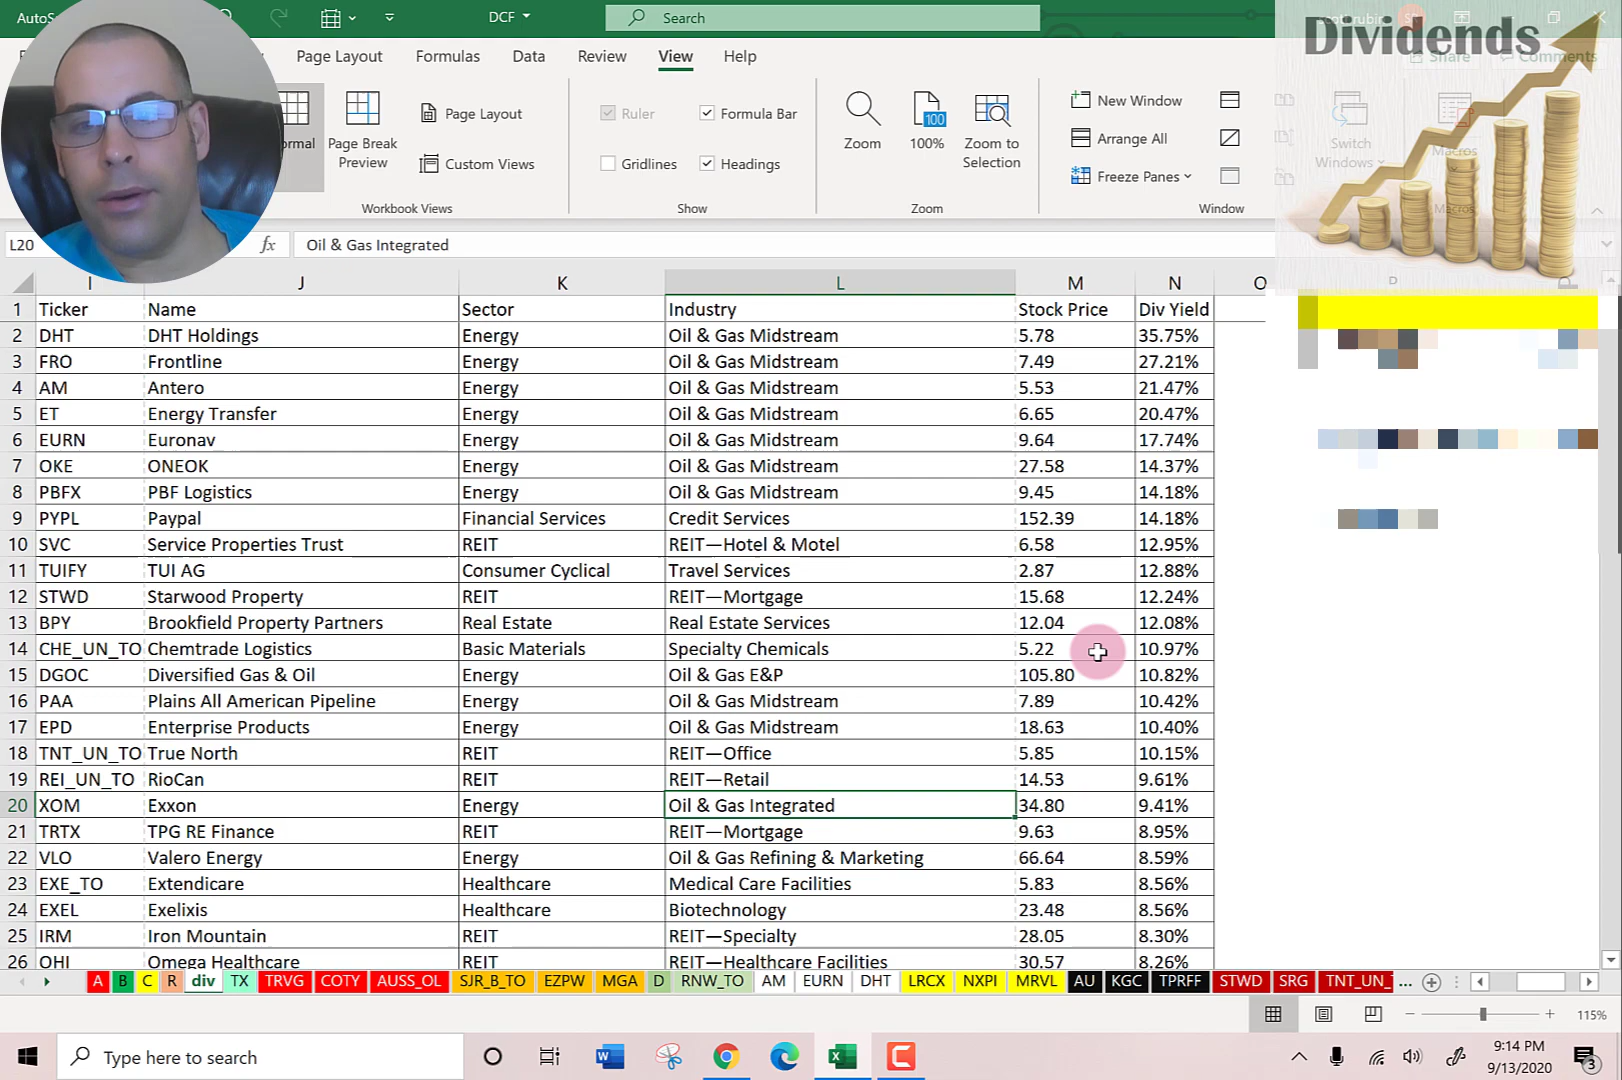 AutoS
DCF
Search
Dividends
Share
Comments
Page Layout
Formulas
Data
Review
View
Help
Page Break Preview
Page Layout
Custom Views
Workbook Views
Ruler
Formula Bar
Gridlines
Headings
Show
Zoom
100
100%
Zoom to Selection
Zoom
New Window
Arrange All
Freeze Panes
Switch Windows
Window
Macros
Macros
L20
fx
Oil & Gas Integrated
I J K L M N O
1 Ticker Name Sector Industry Stock Price Div Yield
2 DHT DHT Holdings Energy Oil & Gas Midstream 5.78 35.75%
3 FRO Frontline Energy Oil & Gas Midstream 7.49 27.21%
4 AM Antero Energy Oil & Gas Midstream 5.53 21.47%
5 ET Energy Transfer Energy Oil & Gas Midstream 6.65 20.47%
6 EURN Euronav Energy Oil & Gas Midstream 9.64 17.74%
7 OKE ONEOK Energy Oil & Gas Midstream 27.58 14.37%
8 PBFX PBF Logistics Energy Oil & Gas Midstream 9.45 14.18%
9 PYPL Paypal Financial Services Credit Services 152.39 14.18%
10 SVC Service Properties Trust REIT REIT—Hotel & Motel 6.58 12.95%
11 TUIFY TUI AG Consumer Cyclical Travel Services 2.87 12.88%
12 STWD Starwood Property REIT REIT—Mortgage 15.68 12.24%
13 BPY Brookfield Property Partners Real Estate Real Estate Services 12.04 12.08%
14 CHE_UN_TO Chemtrade Logistics Basic Materials Specialty Chemicals 5.22 10.97%
15 DGOC Diversified Gas & Oil Energy Oil & Gas E&P 105.80 10.82%
16 PAA Plains All American Pipeline Energy Oil & Gas Midstream 7.89 10.42%
17 EPD Enterprise Products Energy Oil & Gas Midstream 18.63 10.40%
18 TNT_UN_TO True North REIT REIT—Office 5.85 10.15%
19 REI_UN_TO RioCan REIT REIT—Retail 14.53 9.61%
20 XOM Exxon Energy Oil & Gas Integrated 34.80 9.41%
21 TRTX TPG RE Finance REIT REIT—Mortgage 9.63 8.95%
22 VLO Valero Energy Energy Oil & Gas Refining & Marketing 66.64 8.59%
23 EXE_TO Extendicare Healthcare Medical Care Facilities 5.83 8.56%
24 EXEL Exelixis Healthcare Biotechnology 23.48 8.56%
25 IRM Iron Mountain REIT REIT—Specialty 28.05 8.30%
26 OHI Omega Healthcare REIT REIT—Healthcare Facilities 30.57 8.26%
A B C R div TX TRVG COTY AUSS_OL SJR_B_TO EZPW MGA D RNW_TO AM EURN DHT LRCX NXPI MRVL AU KGC TPRFF STWD SRG TNT_UN_ ...
115%
Type here to search
9:14 PM
9/13/2020
3